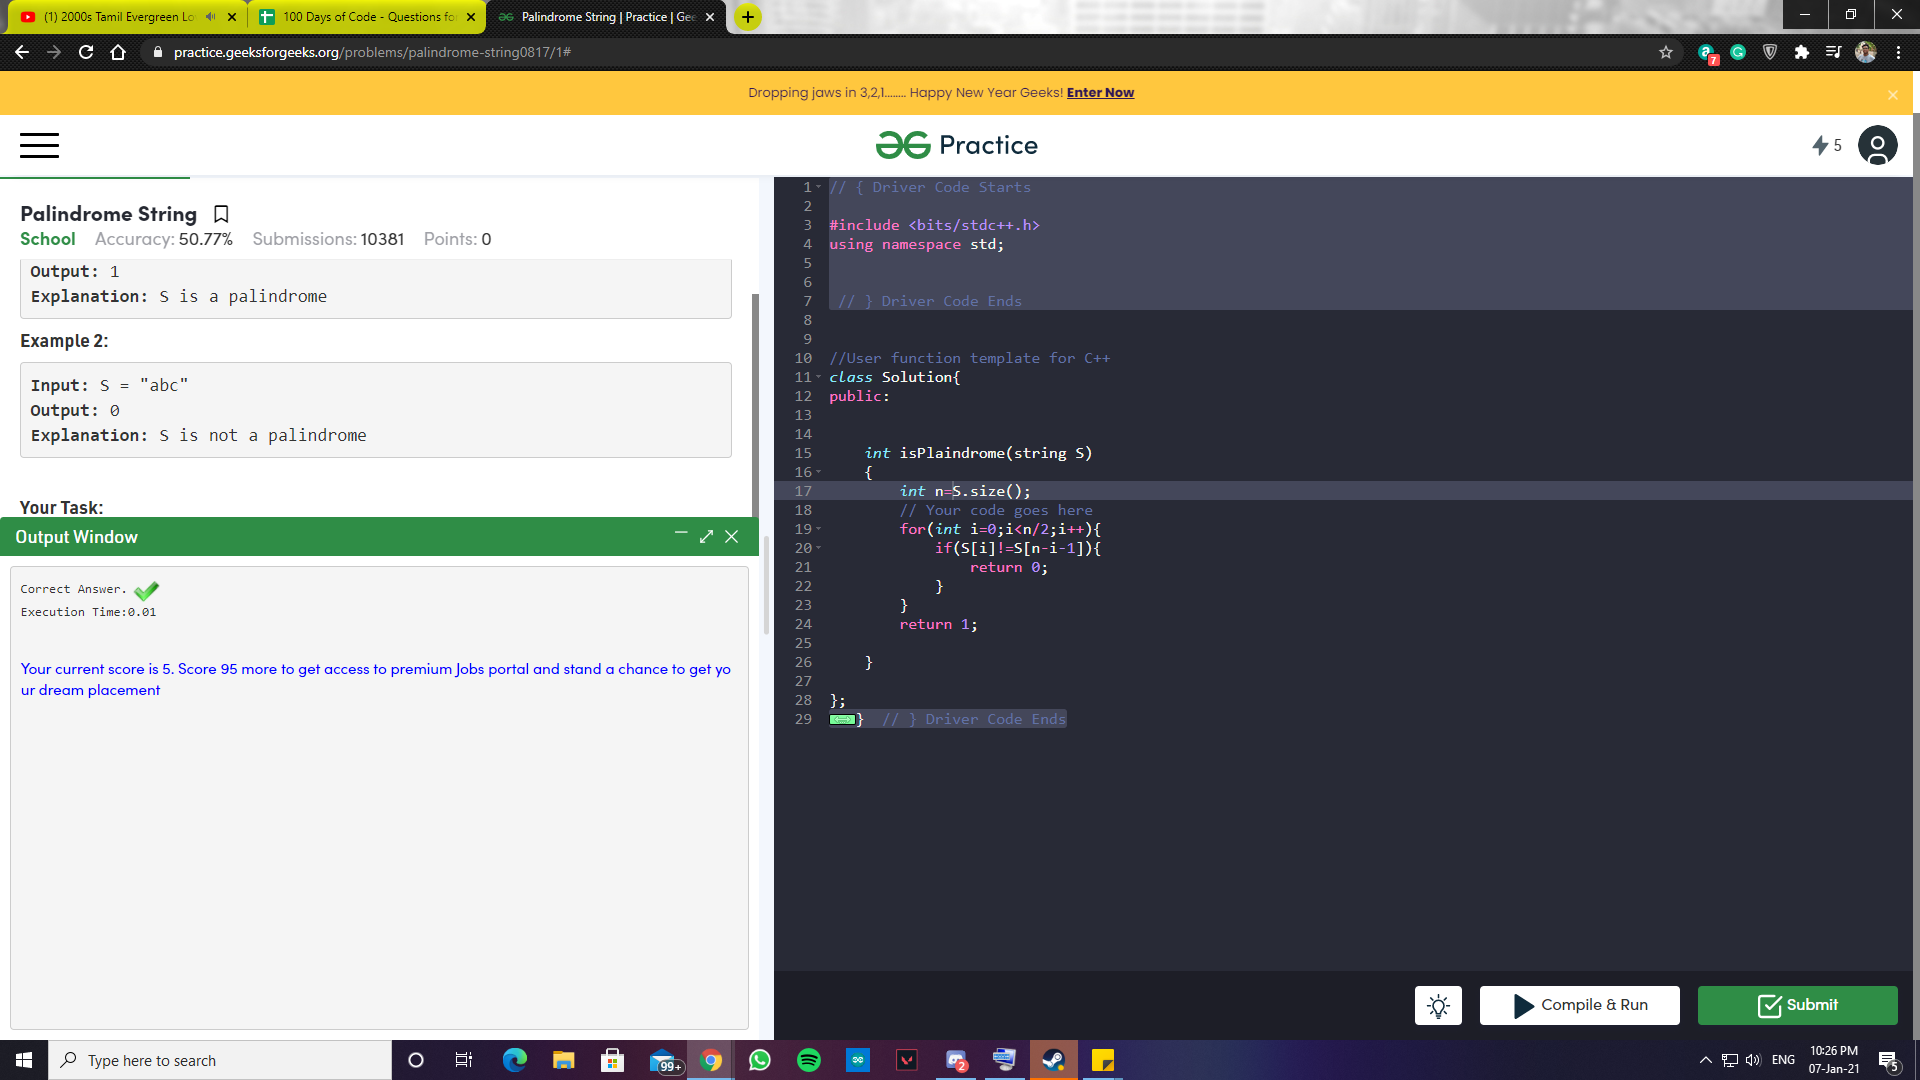 (1) 2000s Tamil Evergreen Lo
100 Days of Code - Questions fo
Palindrome String | Practice | Gee
practice.geeksforgeeks.org/problems/palindrome-string0817/1#
7
Dropping jaws in 3,2,1........ Happy New Year Geeks! Enter Now
Practice
5
Palindrome String
School Accuracy: 50.77% Submissions: 10381 Points: 0
Output: 1
Explanation: S is a palindrome
Example 2:
Input: S = "abc"
Output: 0
Explanation: S is not a palindrome
Your Task:
Output Window
Correct Answer.
Execution Time:0.01
Your current score is 5. Score 95 more to get access to premium Jobs portal and stand a chance to get yo
ur dream placement
1 // { Driver Code Starts
2
3 #include <bits/stdc++.h>
4 using namespace std;
5
6
7 // } Driver Code Ends
8
9
10 //User function template for C++
11 class Solution{
12 public:
13
14
15 int isPlaindrome(string S)
16 {
17 int n=S.size();
18 // Your code goes here
19 for(int i=0;i<n/2;i++){
20 if(S[i]!=S[n-i-1]){
21 return 0;
22 }
23 }
24 return 1;
25
26 }
27
28 };
29 } // } Driver Code Ends
Compile & Run
Submit
Type here to search
99+
2
ENG
10:26 PM
07-Jan-21
5